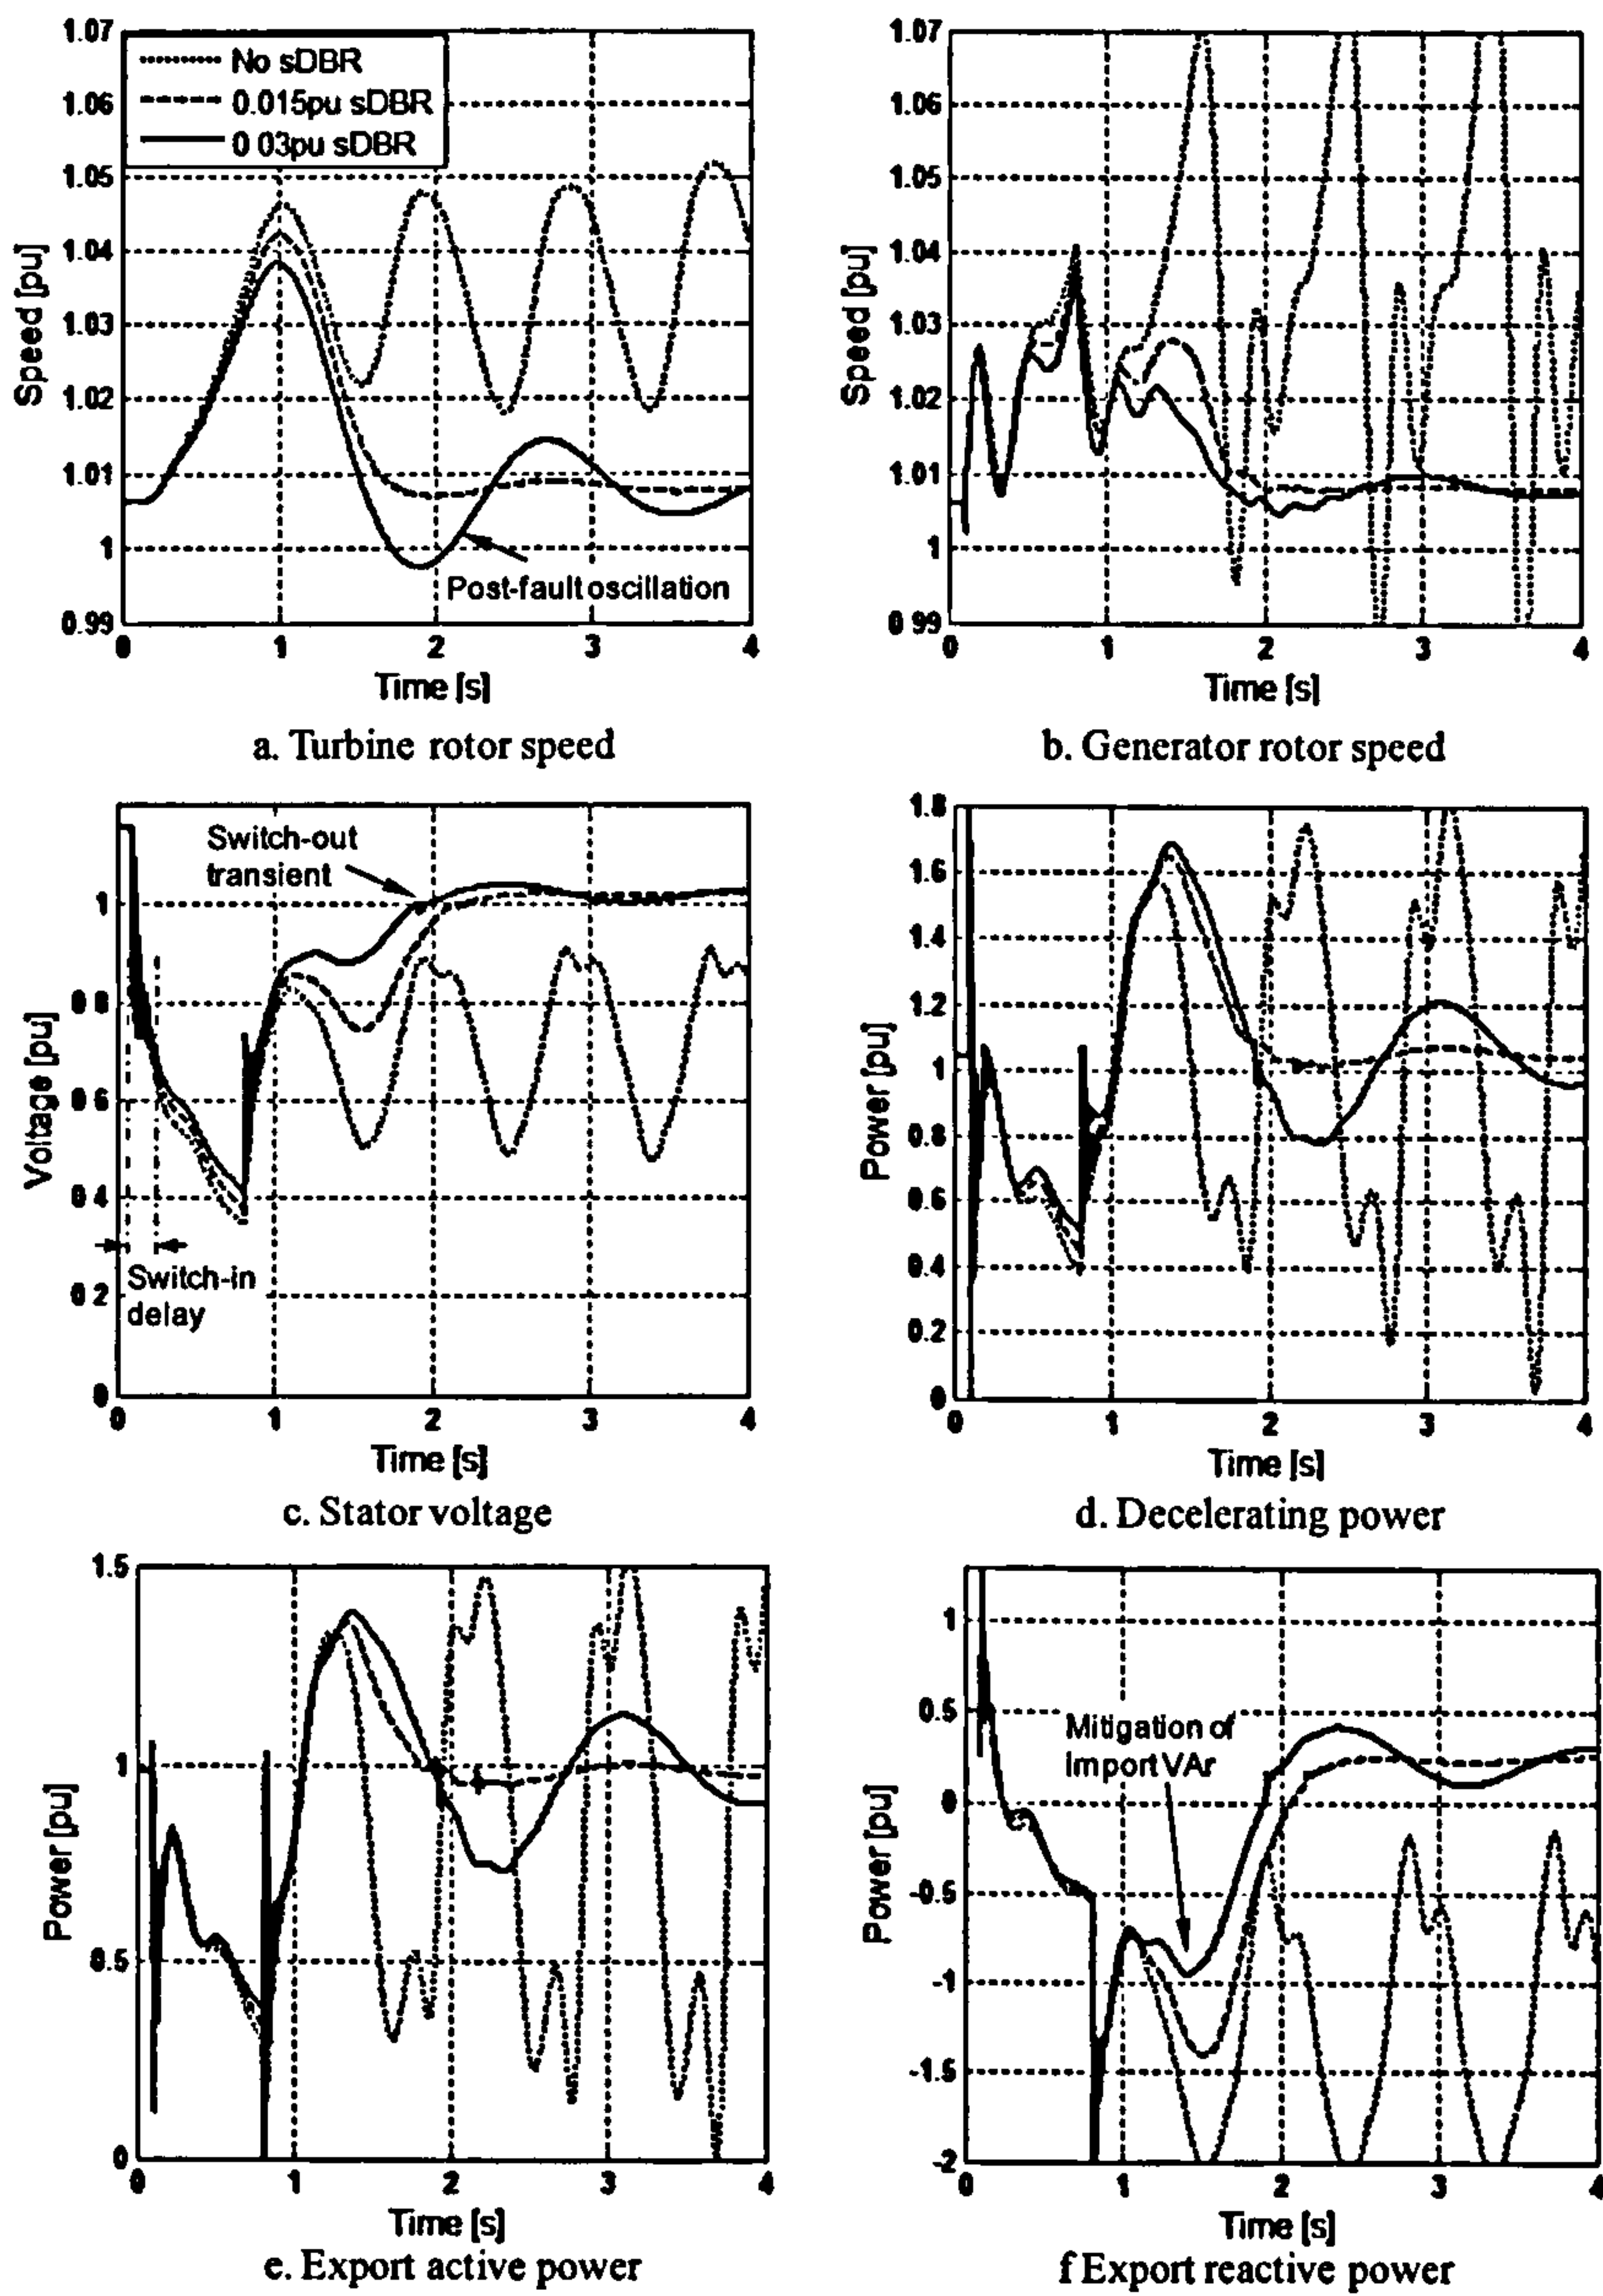 1.07
1.06
1.05
1.04
1.03
1.02
1.01
1
0.99
Speed [pu]
No sDBR
0.015pu sDBR
0 03pu sDBR
Post-fault oscillation
0
1
2
3
4
Time [s]
a. Turbine rotor speed
1.07
1.06
1.05
1.04
1.03
1.02
1.01
1
0 99
Speed [pu]
0
1
2
3
4
Time [s]
b. Generator rotor speed
1
0 8
0 6
0 4
0 2
0
Voltage [pu]
Switch-out
transient
Switch-in
delay
0
1
2
3
4
Time [s]
c. Stator voltage
1.8
1.6
1.4
1.2
1
0.8
0.6
0.4
0.2
0
Power [pu]
0
1
2
3
4
Time [s]
d. Decelerating power
1.5
1
0.5
0
Power [pu]
0
1
2
3
4
Time [s]
e. Export active power
1
0.5
0
-0.5
-1
-1.5
-2
Power [pu]
Mitigation of
Import VAr
0
1
2
3
4
Time [s]
f Export reactive power